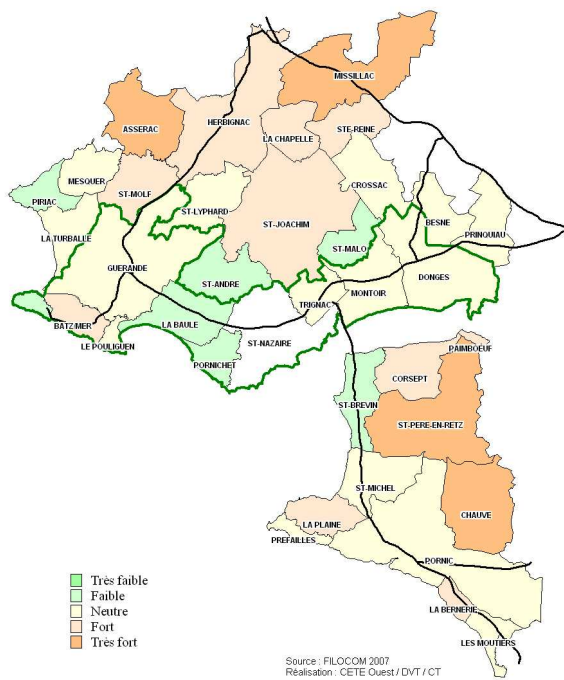 MISSILLAC
HERBIGNAC
ASSERAC
LA CHAPELLE
STE-REINE
MESQUER
ST-MOLF
CROSSAC
PIRIAC
ST-LYPHARD
BESNE
ST-JOACHIM
LA TURBALLE
PRINQUIAU
ST-MALO
GUERANDE
DONGES
ST-ANDRE
MONTOIR
TRIGNAC
BATZ/MER
LA BAULE
LE POULIGUEN
ST-NAZAIRE
PAIMBOEUF
PORNICHET
CORSEPT
ST-BREVIN
ST-PERE-EN-RETZ
ST-MICHEL
CHAUVE
LA PLAINE
PREFAILLES
PORNIC
LA BERNERIE
LES MOUTIERS
Très faible
Faible
Neutre
Fort
Très fort
Source : FILOCOM 2007
Réalisation : CETE Ouest / DVT / CT